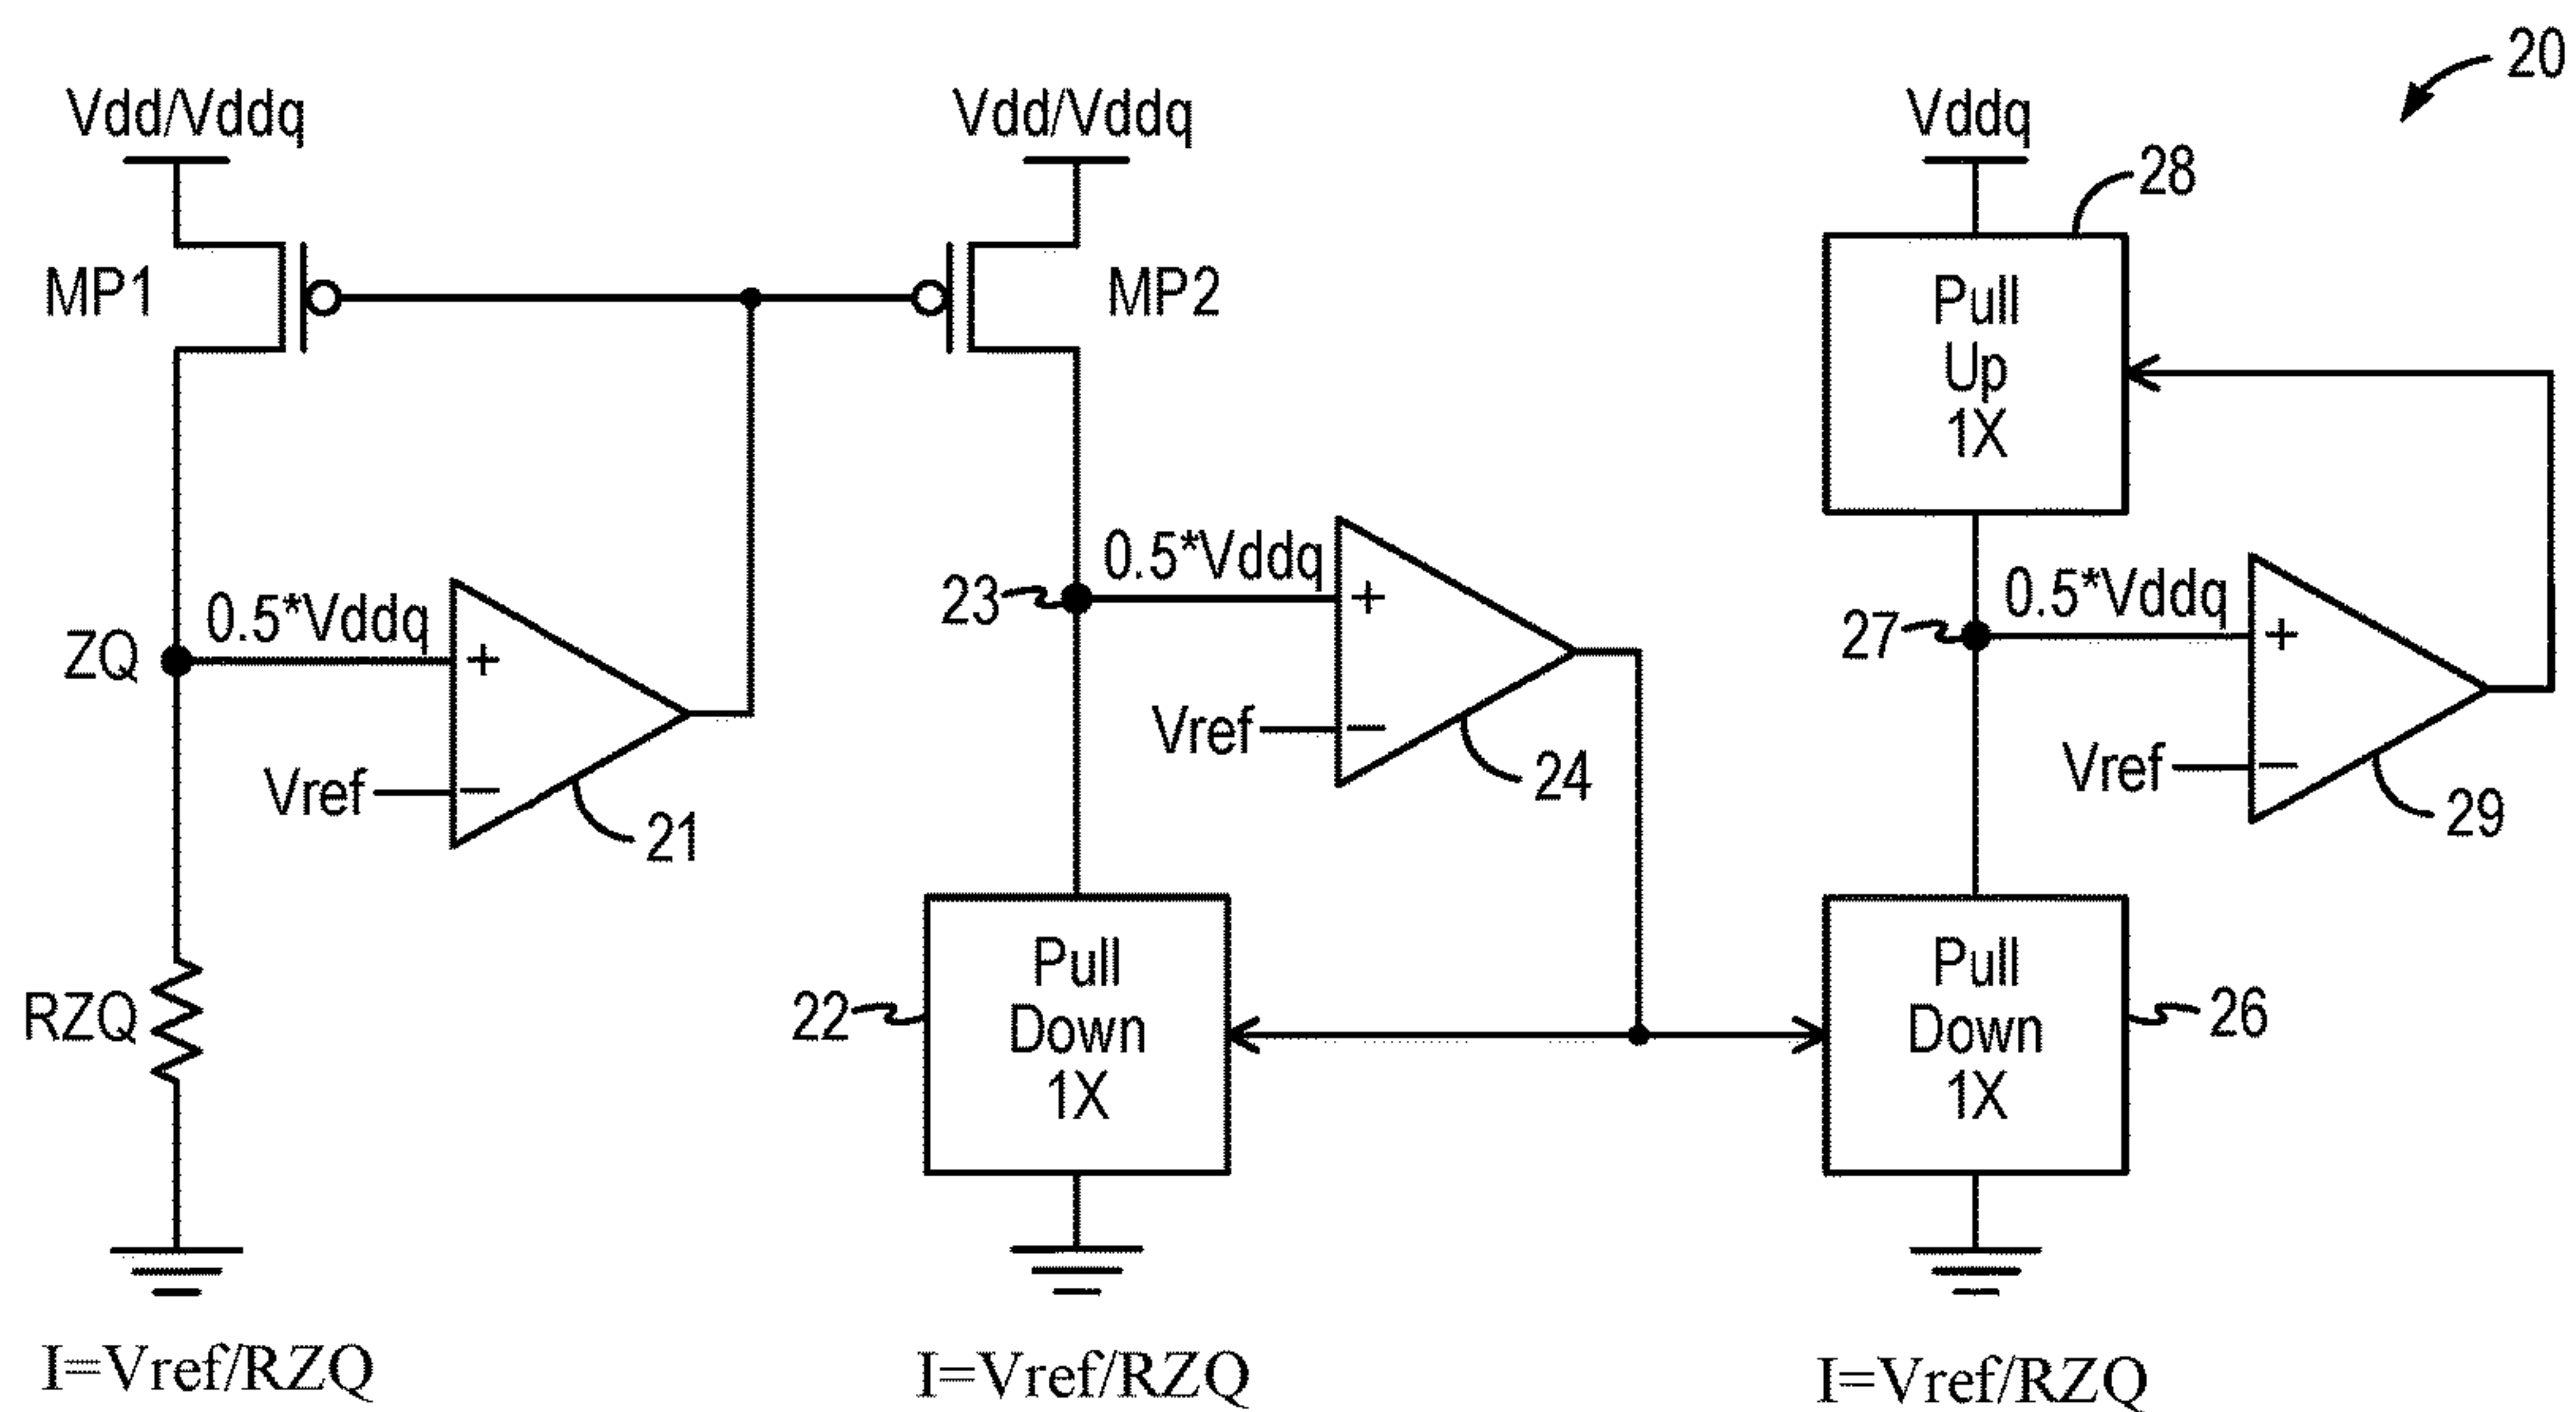 20
Vdd/Vddq
Vdd/Vddq
Vddq
28
MP1
MP2
Pull
Up
1X
ZQ
0.5*Vddq
+
Vref
−
21
23
0.5*Vddq
+
Vref
−
24
27
0.5*Vddq
+
Vref
−
29
RZQ
22
Pull
Down
1X
Pull
Down
1X
26
I=Vref/RZQ
I=Vref/RZQ
I=Vref/RZQ